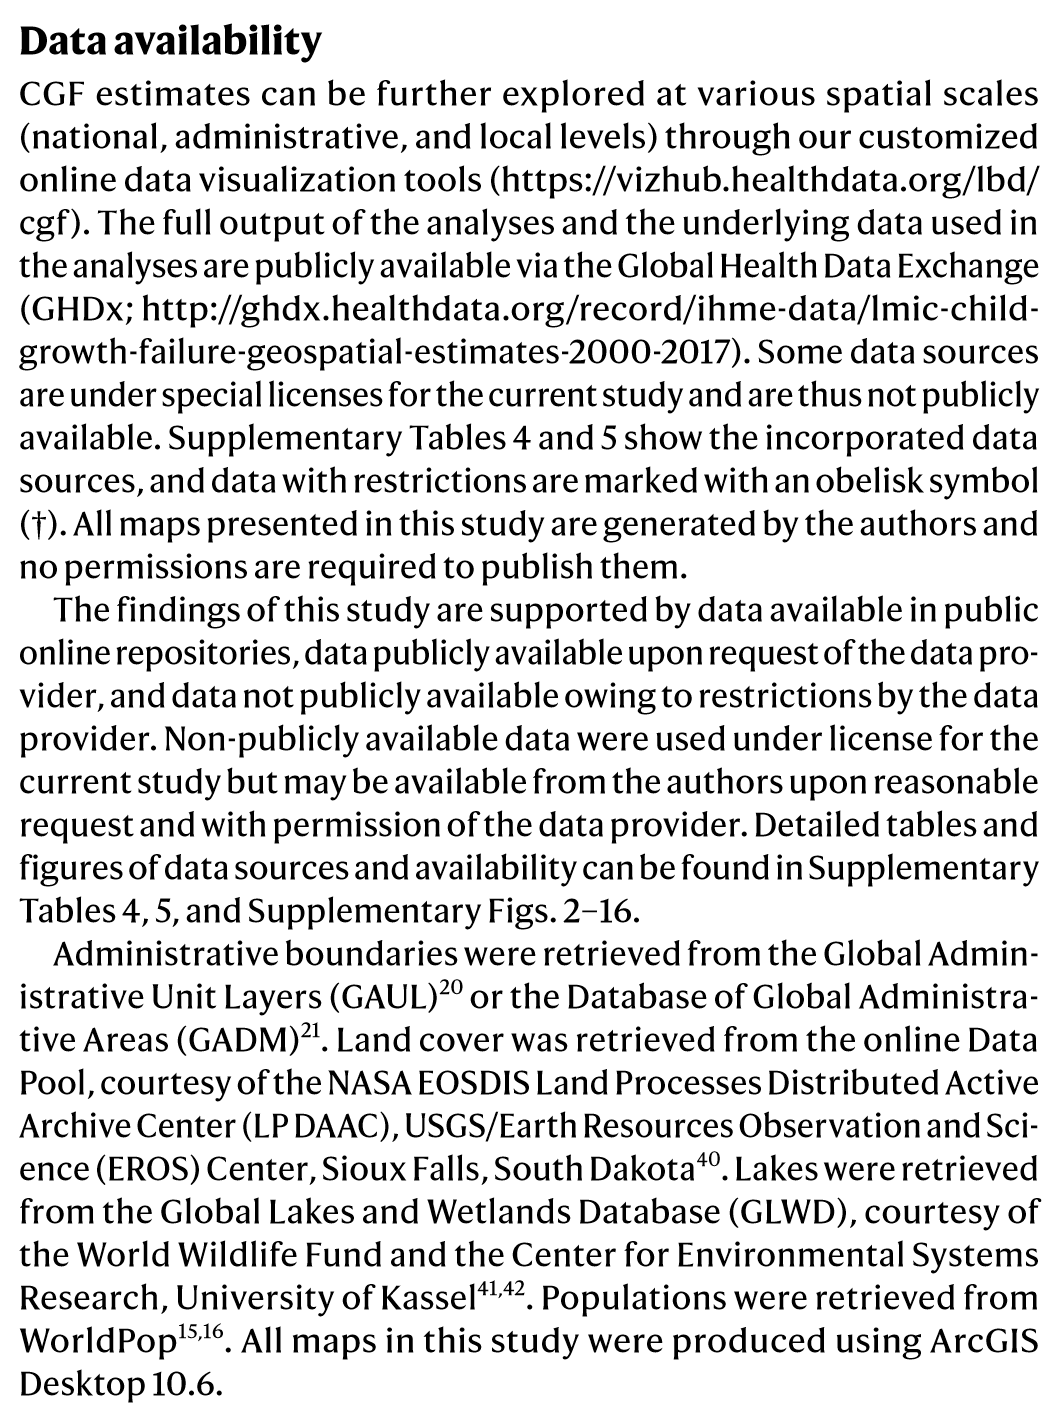 Data availability
CGF estimates can be further explored at various spatial scales
(national, administrative, and local levels) through our customized
online data visualization tools (https://vizhub.healthdata.org/lbd/
cgf). The full output of the analyses and the underlying data used in
the analyses are publicly available via the Global Health Data Exchange
(GHDx; http://ghdx.healthdata.org/record/ihme-data/lmic-child-
growth-failure-geospatial-estimates-2000-2017). Some data sources
are under special licenses for the current study and are thus not publicly
available. Supplementary Tables 4 and 5 show the incorporated data
sources, and data with restrictions are marked with an obelisk symbol
(†). All maps presented in this study are generated by the authors and
no permissions are required to publish them.
The findings of this study are supported by data available in public
online repositories, data publicly available upon request of the data pro-
vider, and data not publicly available owing to restrictions by the data
provider. Non-publicly available data were used under license for the
current study but may be available from the authors upon reasonable
request and with permission of the data provider. Detailed tables and
figures of data sources and availability can be found in Supplementary
Tables 4, 5, and Supplementary Figs. 2–16.
Administrative boundaries were retrieved from the Global Admin-
istrative Unit Layers (GAUL)20 or the Database of Global Administra-
tive Areas (GADM)21. Land cover was retrieved from the online Data
Pool, courtesy of the NASA EOSDIS Land Processes Distributed Active
Archive Center (LP DAAC), USGS/Earth Resources Observation and Sci-
ence (EROS) Center, Sioux Falls, South Dakota40. Lakes were retrieved
from the Global Lakes and Wetlands Database (GLWD), courtesy of
the World Wildlife Fund and the Center for Environmental Systems
Research, University of Kassel41,42. Populations were retrieved from
WorldPop15,16. All maps in this study were produced using ArcGIS
Desktop 10.6.